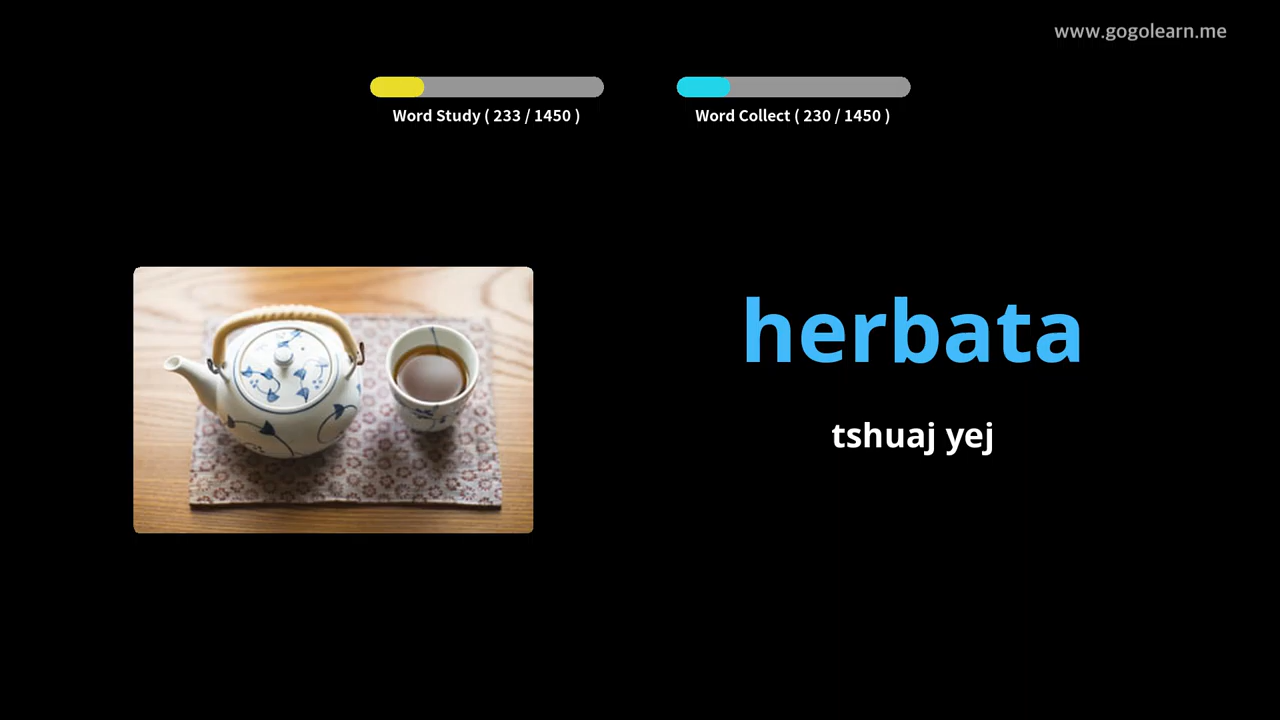 www.gogolearn.me
Word Study ( 233 / 1450 )
Word Collect ( 230 / 1450 )
herbata
tshuaj yej